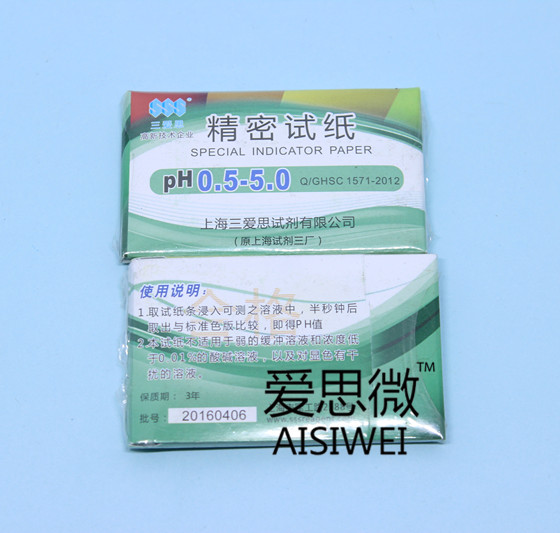 SSS
三爱思
高新技术企业
精密试纸
SPECIAL INDICATOR PAPER
pH 0.5-5.0 Q/GHSC 1571-2012
上海三爱思试剂有限公司
(原上海试剂三厂)
合格
使用说明:
1.取试纸条浸入可测之溶液中,半秒钟后
取出与标准色版比较,即得PH值
2.本试纸不适用于弱的缓冲溶液和浓度低
于0.01%的酸碱溶液,以及对显色有干
扰的溶液。
保质期: 3年
批号: 20160406
爱思微™
AISIWEI